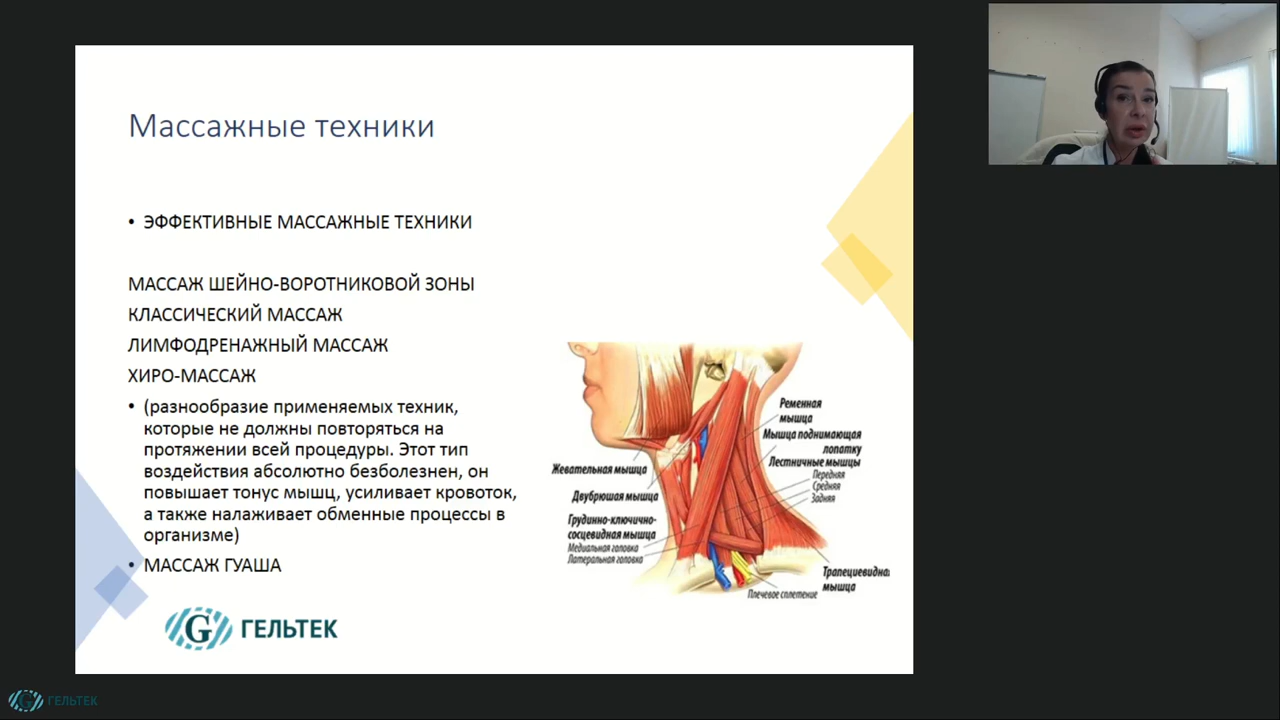 Массажные техники
• ЭФФЕКТИВНЫЕ МАССАЖНЫЕ ТЕХНИКИ
МАССАЖ ШЕЙНО-ВОРОТНИКОВОЙ ЗОНЫ
КЛАССИЧЕСКИЙ МАССАЖ
ЛИМФОДРЕНАЖНЫЙ МАССАЖ
ХИРО-МАССАЖ
• (разнообразие применяемых техник,
которые не должны повторяться на
протяжении всей процедуры. Этот тип
воздействия абсолютно безболезнен, он
повышает тонус мышц, усиливает кровоток,
а также налаживает обменные процессы в
организме)
• МАССАЖ ГУАША
Ременная
мышца
Мышца поднимающая
лопатку
Лестничные мышцы
Передняя
Средняя
Задняя
Жевательная мышца
Двубрюшая мышца
Грудинно-ключично-
сосцевидная мышца
Медиальная головка
Латеральная головка
Трапециевидная
мышца
Плечевое сплетение
G ГЕЛЬТЕК
G ГЕЛЬТЕК